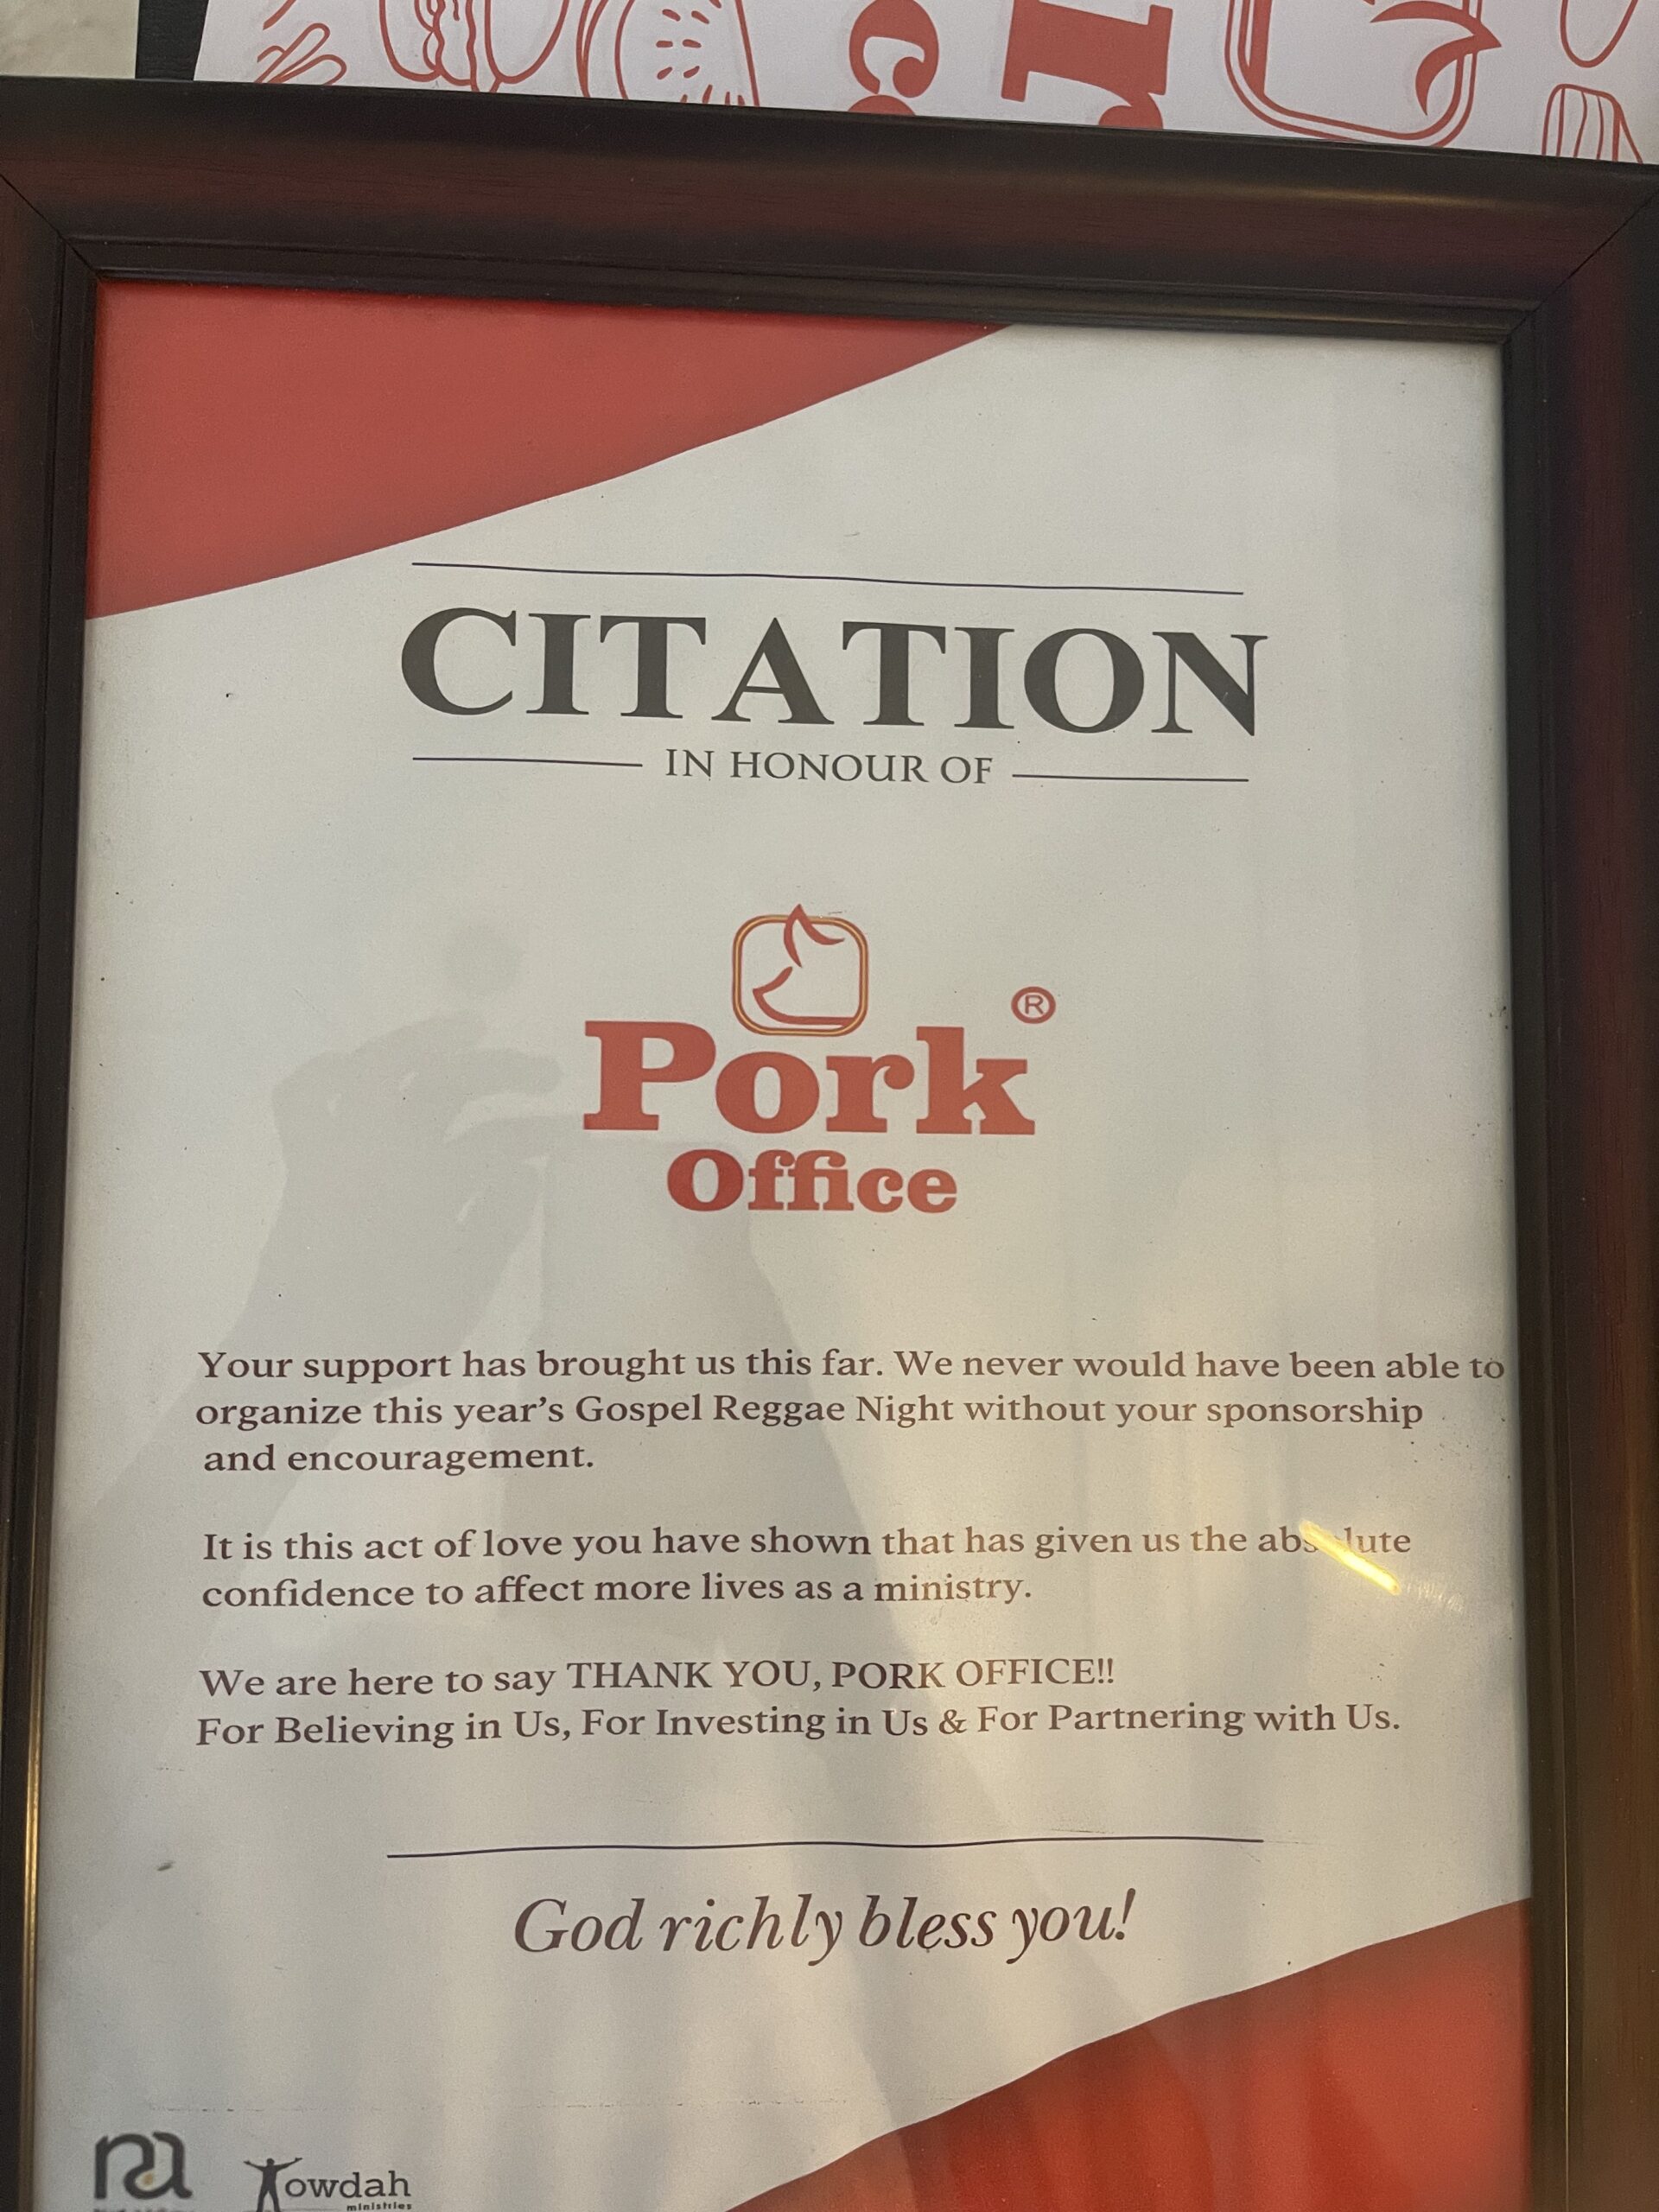 CITATION
IN HONOUR OF
Pork ®
Office
Your support has brought us this far. We never would have been able to
organize this year's Gospel Reggae Night without your sponsorship
and encouragement.
It is this act of love you have shown that has given us the absolute
confidence to affect more lives as a ministry.
We are here to say THANK YOU, PORK OFFICE!!
For Believing in Us, For Investing in Us & For Partnering with Us.
God richly bless you!
na
Yowdah
ministries